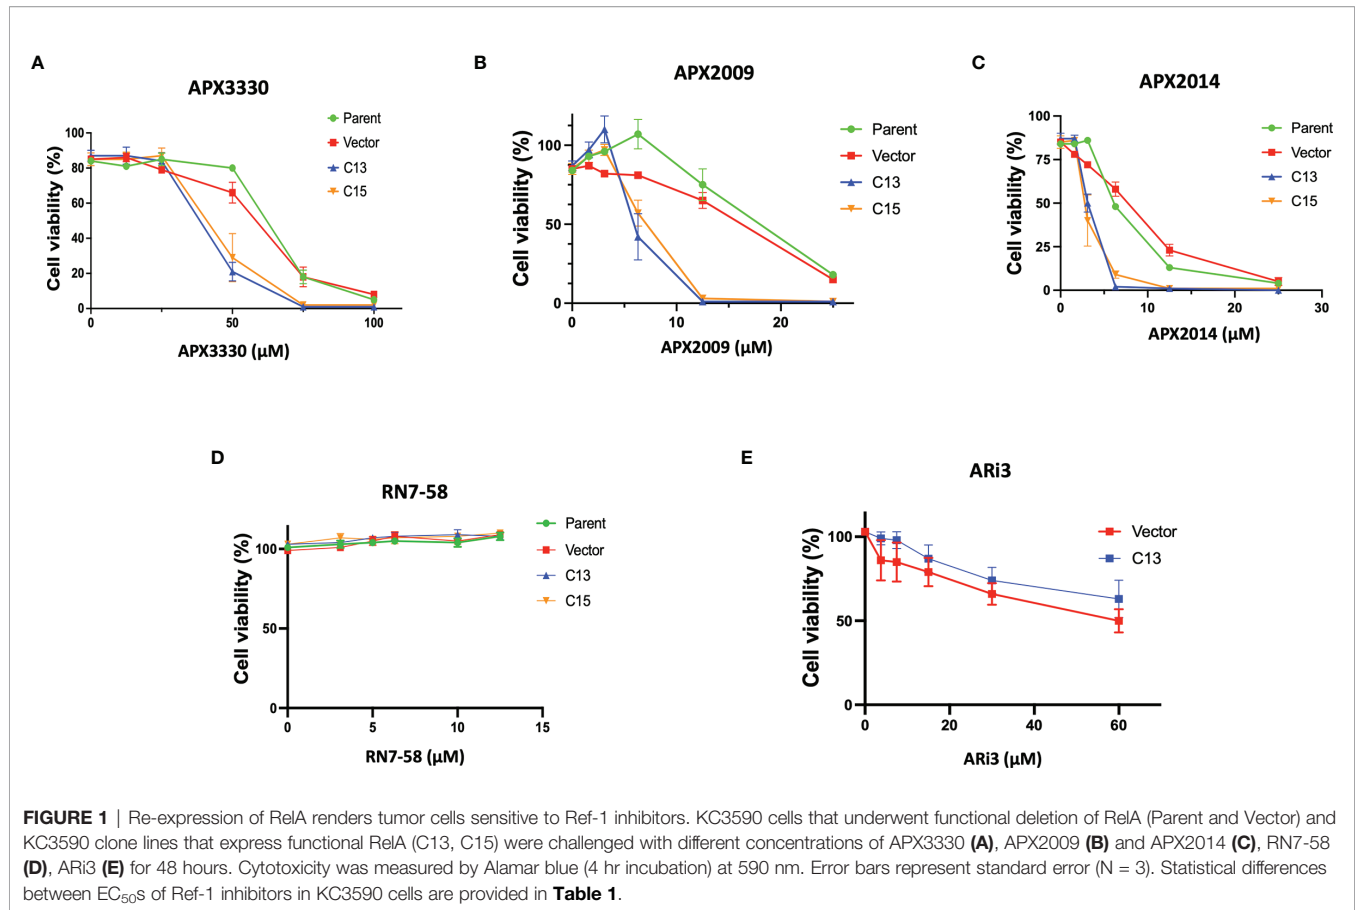 A
APX3330
Parent
Vector
C13
C15
Cell viability (%)
100
80
60
40
20
0
0 50 100
APX3330 (µM)
B
APX2009
Parent
Vector
C13
C15
Cell viability (%)
100
50
0
0 10 20
APX2009 (µM)
C
APX2014
Parent
Vector
C13
C15
Cell viability (%)
100
75
50
25
0
0 10 20 30
APX2014 (µM)
D
RN7-58
Parent
Vector
C13
C15
Cell viability (%)
100
50
0
0 5 10 15
RN7-58 (µM)
E
ARi3
Vector
C13
Cell viability (%)
100
50
0
0 20 40 60
ARi3 (µM)
FIGURE 1 | Re-expression of RelA renders tumor cells sensitive to Ref-1 inhibitors. KC3590 cells that underwent functional deletion of RelA (Parent and Vector) and
KC3590 clone lines that express functional RelA (C13, C15) were challenged with different concentrations of APX3330 (A), APX2009 (B) and APX2014 (C), RN7-58
(D), ARi3 (E) for 48 hours. Cytotoxicity was measured by Alamar blue (4 hr incubation) at 590 nm. Error bars represent standard error (N = 3). Statistical differences
between EC50s of Ref-1 inhibitors in KC3590 cells are provided in Table 1.